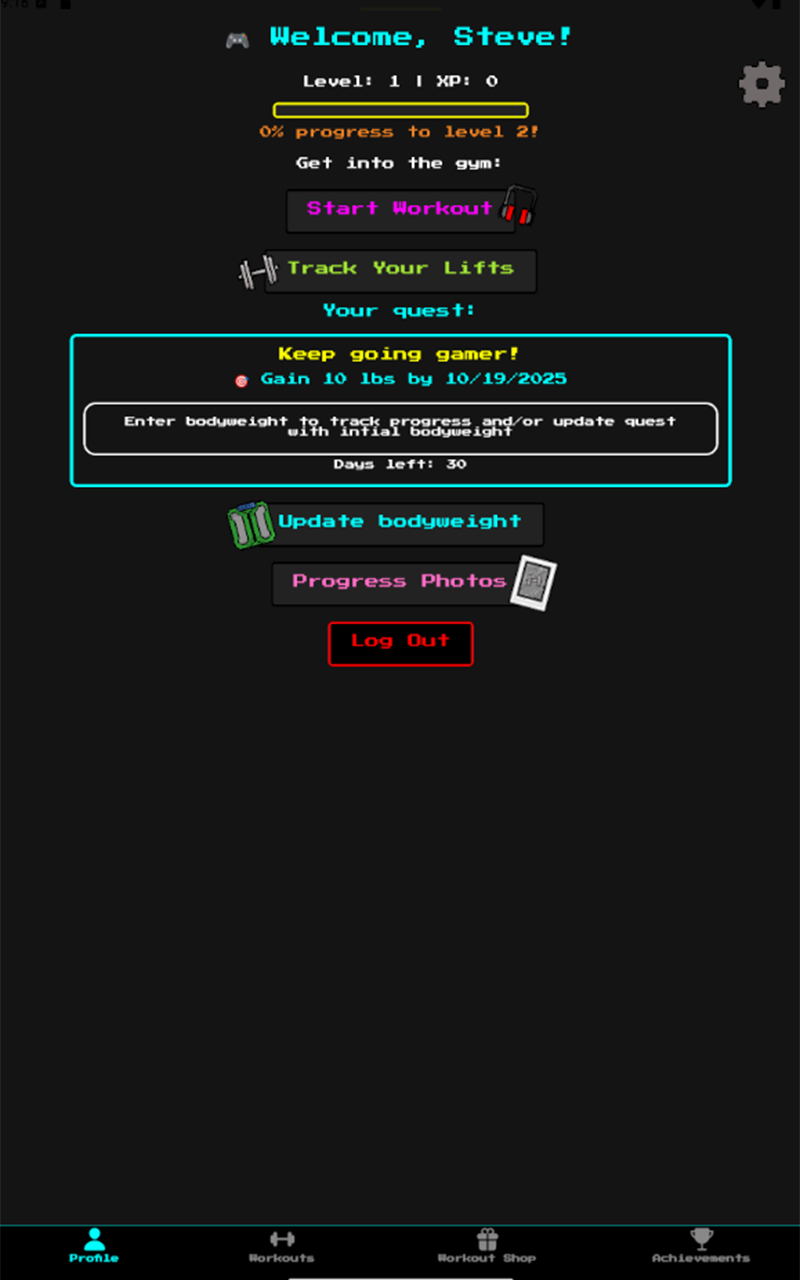 Welcome, Steve!
Level: 1 | XP: 0
0% progress to level 2!
Get into the gym:
Start Workout
Track Your Lifts
Your quest:
Keep going gamer!
Gain 10 lbs by 10/19/2025
Enter bodyweight to track progress and/or update quest
with intial bodyweight
Days left: 30
Update bodyweight
Progress Photos
Log Out
Profile
Workouts
Workout Shop
Achievements